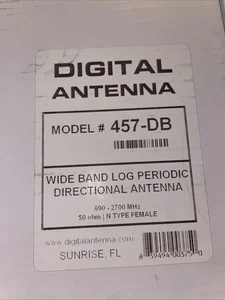 DIGITAL
ANTENNA
MODEL # 457-DB
WIDE BAND LOG PERIODIC
DIRECTIONAL ANTENNA
690 - 2700 MHz
50 ohm | N TYPE FEMALE
www.digitalantenna.com
SUNRISE, FL